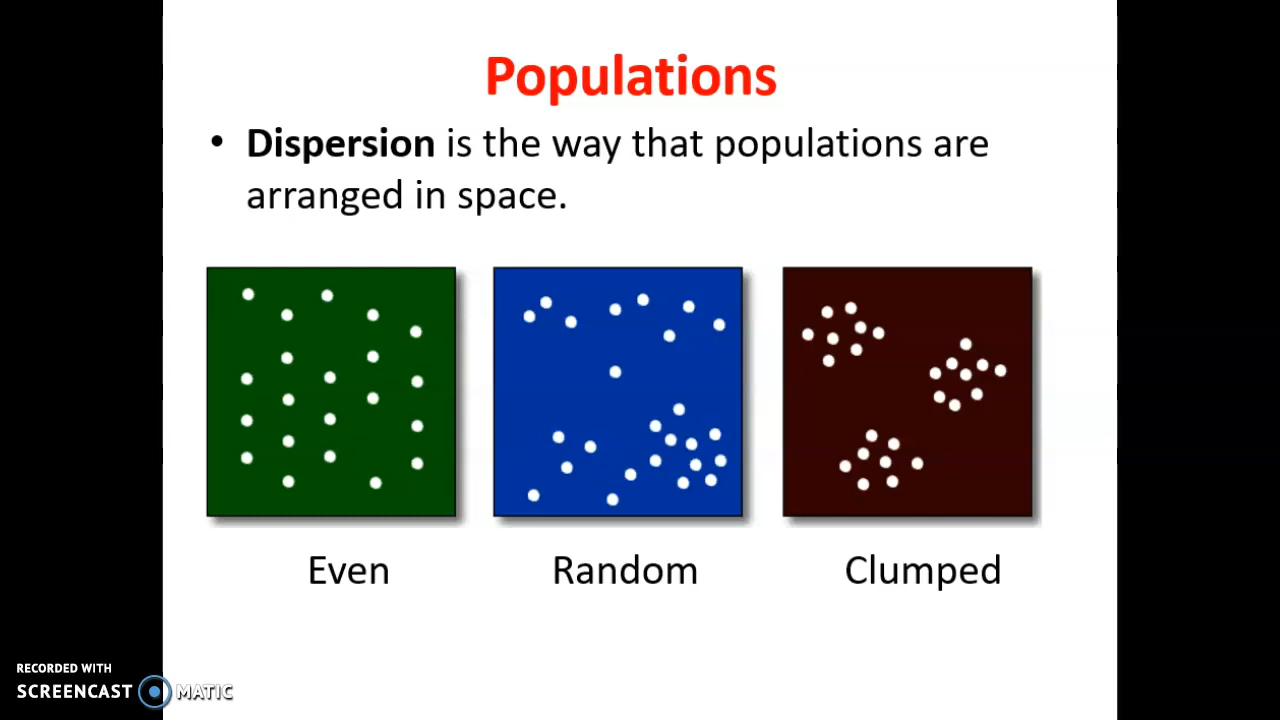 Populations
• Dispersion is the way that populations are
arranged in space.
Even
Random
Clumped
RECORDED WITH
SCREENCAST MATIC